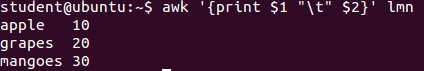 student@ubuntu:~$ awk '{print $1 "\t" $2}' lmn
apple   10
grapes  20
mangoes 30